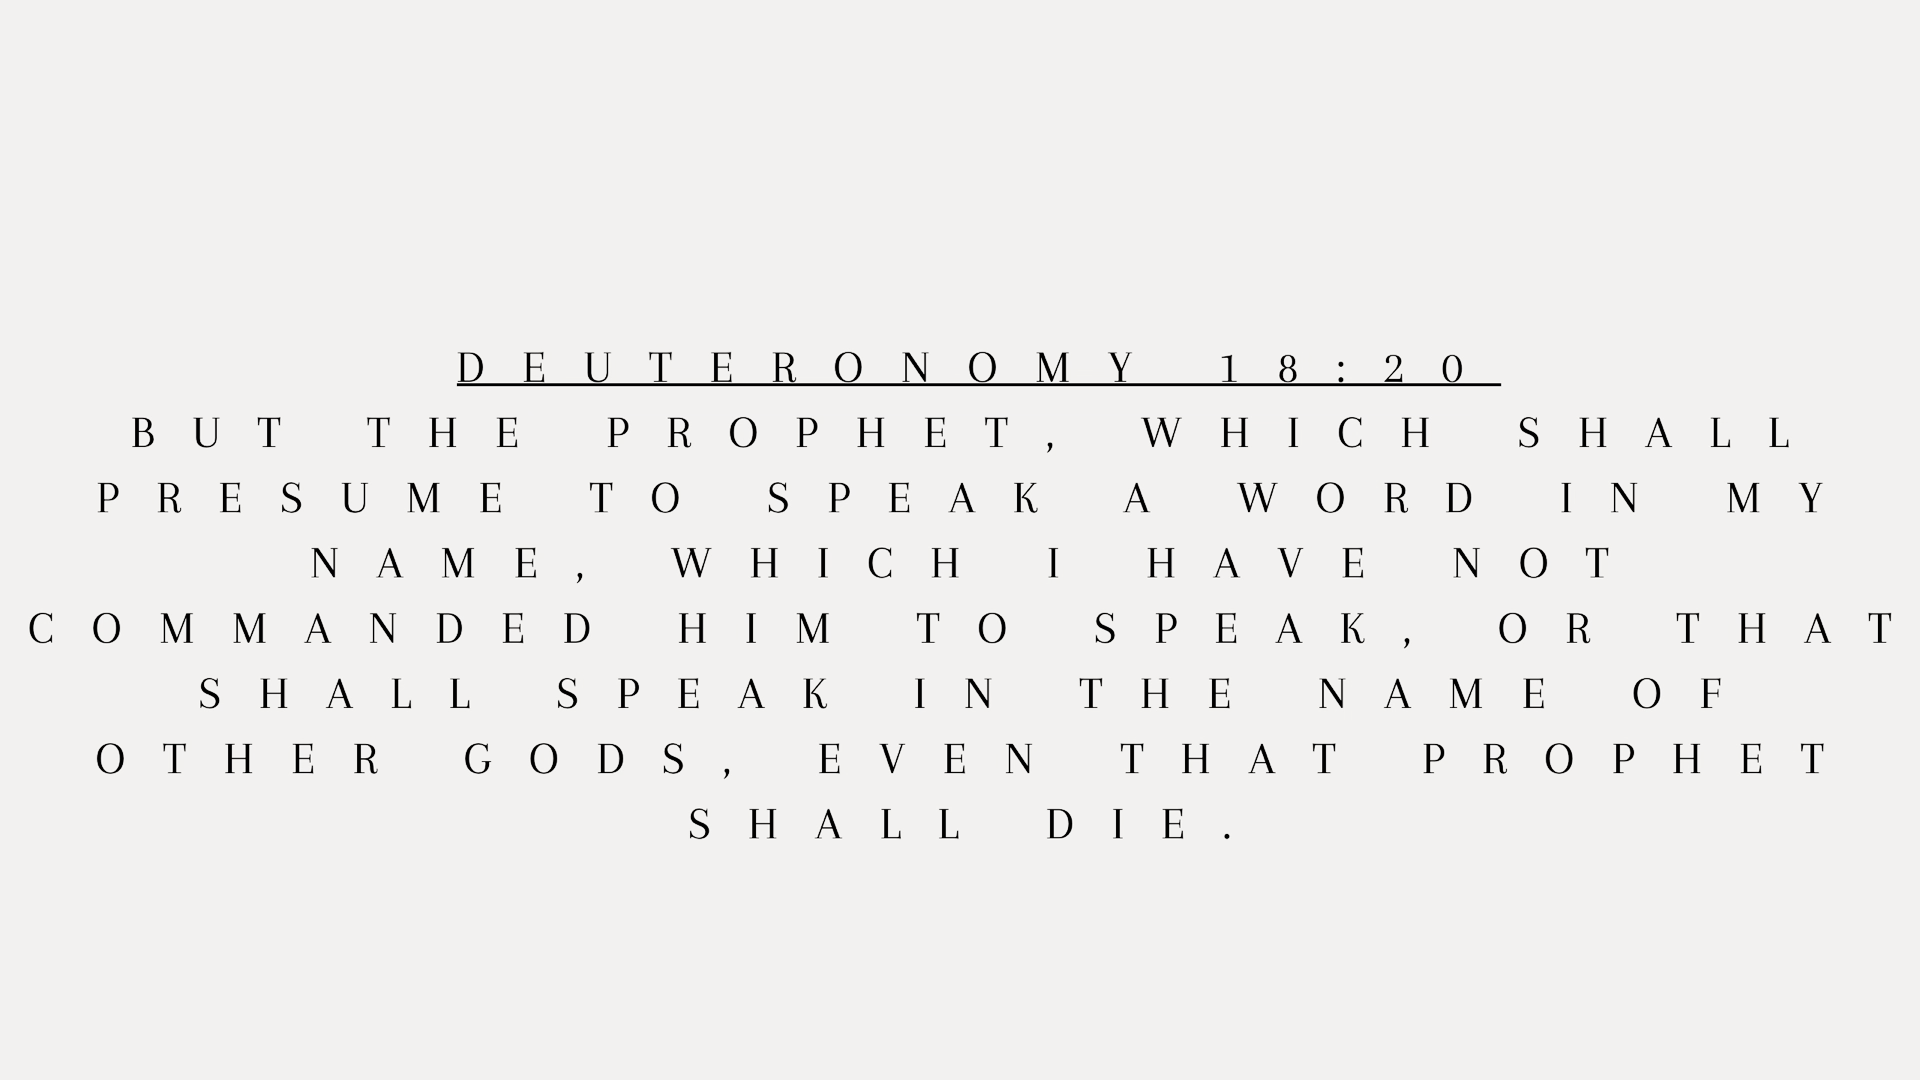 DEUTERONOMY 18:20
BUT THE PROPHET, WHICH SHALL
PRESUME TO SPEAK A WORD IN MY
NAME, WHICH I HAVE NOT
COMMANDED HIM TO SPEAK, OR THAT
SHALL SPEAK IN THE NAME OF
OTHER GODS, EVEN THAT PROPHET
SHALL DIE.